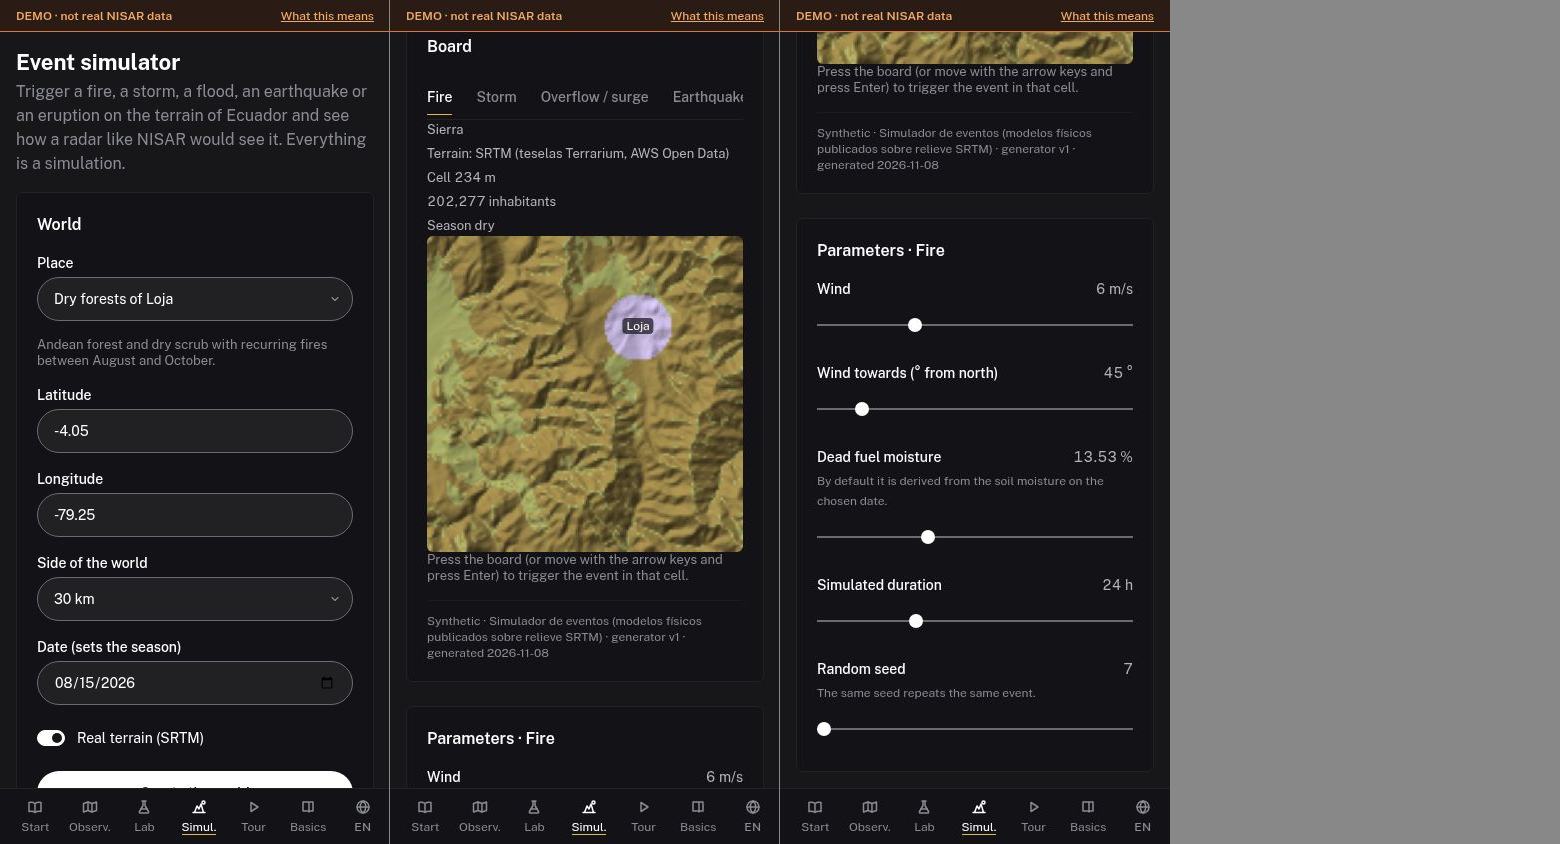 DEMO · not real NISAR data
What this means
Event simulator
Trigger a fire, a storm, a flood, an earthquake or
an eruption on the terrain of Ecuador and see
how a radar like NISAR would see it. Everything
is a simulation.
World
Place
Dry forests of Loja
Andean forest and dry scrub with recurring fires
between August and October.
Latitude
-4.05
Longitude
-79.25
Side of the world
30 km
Date (sets the season)
08/15/2026
Real terrain (SRTM)
Start
Observ.
Lab
Simul.
Tour
Basics
EN
DEMO · not real NISAR data
What this means
Board
Fire
Storm
Overflow / surge
Earthquake
Sierra
Terrain: SRTM (teselas Terrarium, AWS Open Data)
Cell 234 m
202,277 inhabitants
Season dry
Loja
Press the board (or move with the arrow keys and
press Enter) to trigger the event in that cell.
Synthetic · Simulador de eventos (modelos físicos
publicados sobre relieve SRTM) · generator v1 ·
generated 2026-11-08
Parameters · Fire
Wind
6 m/s
Start
Observ.
Lab
Simul.
Tour
Basics
EN
DEMO · not real NISAR data
What this means
Press the board (or move with the arrow keys and
press Enter) to trigger the event in that cell.
Synthetic · Simulador de eventos (modelos físicos
publicados sobre relieve SRTM) · generator v1 ·
generated 2026-11-08
Parameters · Fire
Wind
6 m/s
Wind towards (° from north)
45 °
Dead fuel moisture
13.53 %
By default it is derived from the soil moisture on the
chosen date.
Simulated duration
24 h
Random seed
7
The same seed repeats the same event.
Start
Observ.
Lab
Simul.
Tour
Basics
EN